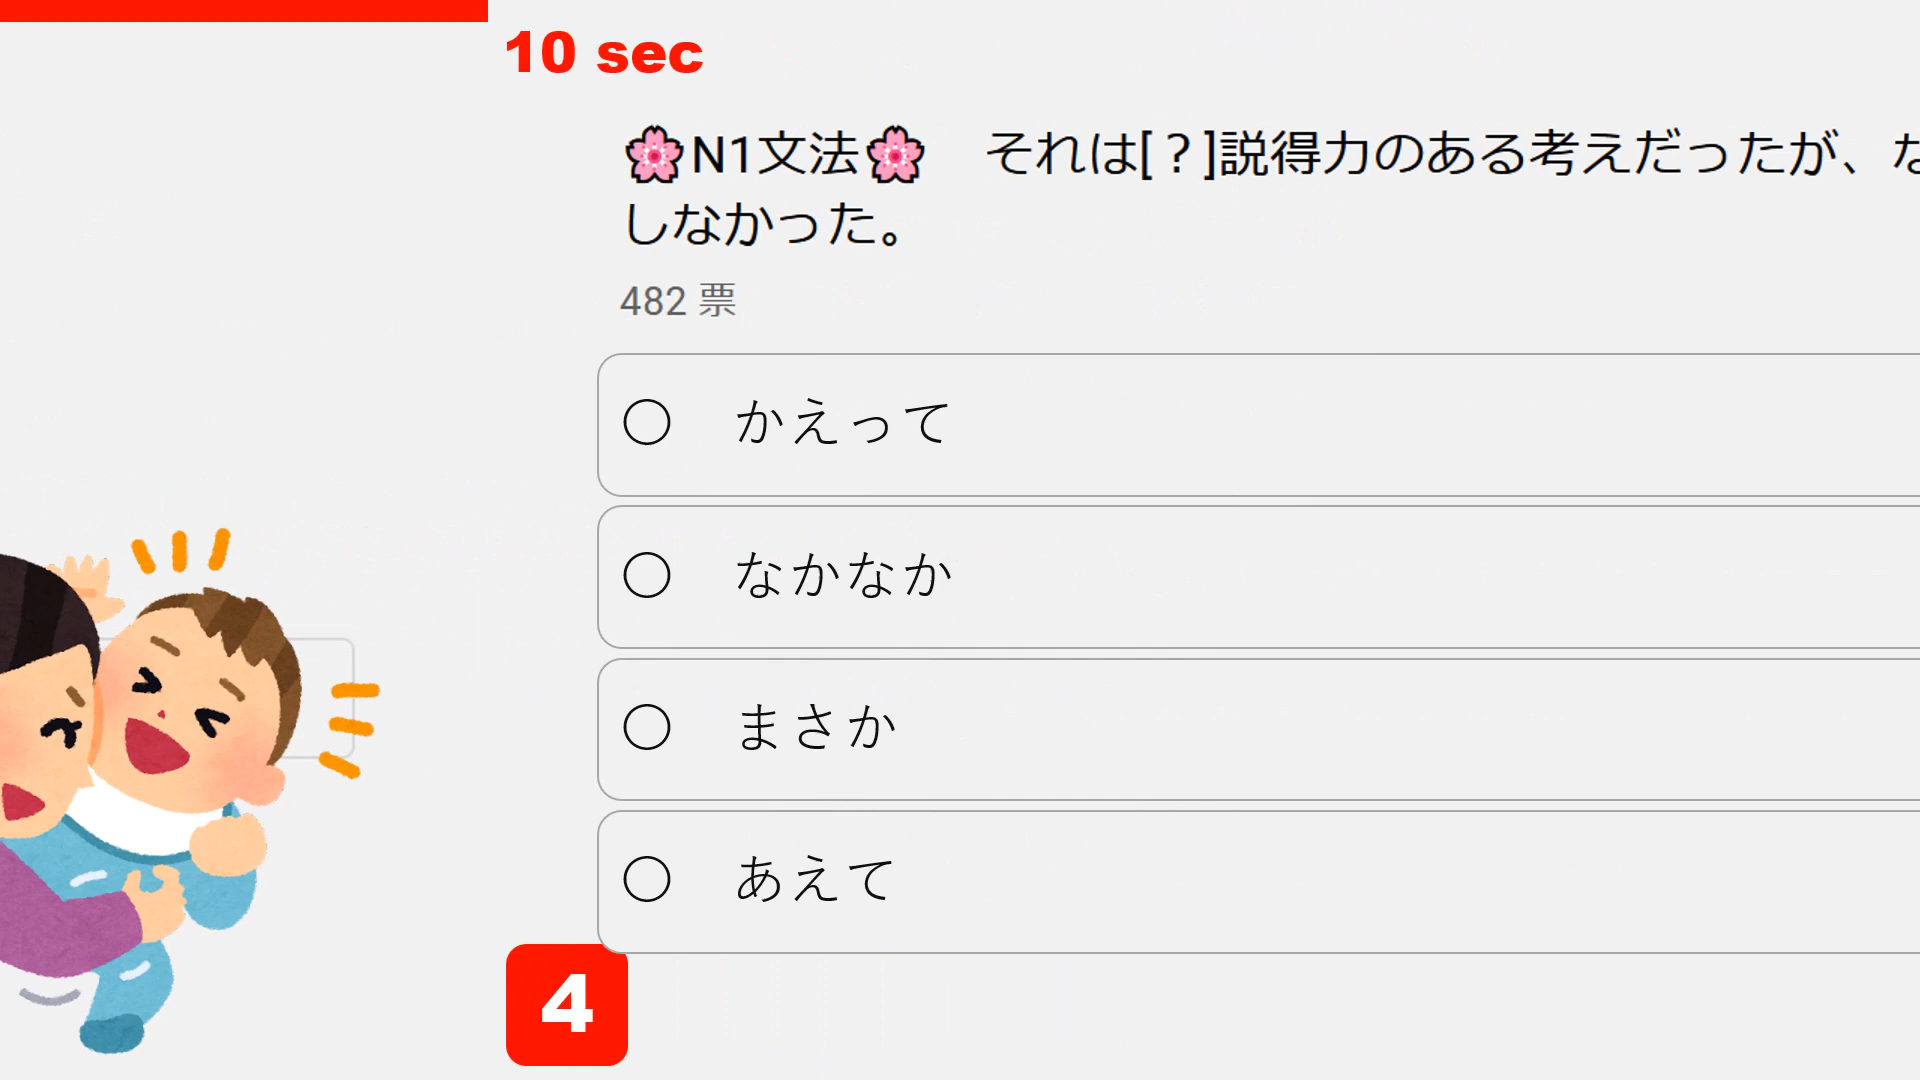 10 sec
🌸N1文法🌸　それは[？]説得力のある考えだったが、な
しなかった。
482 票
○ かえって
○ なかなか
○ まさか
○ あえて
4